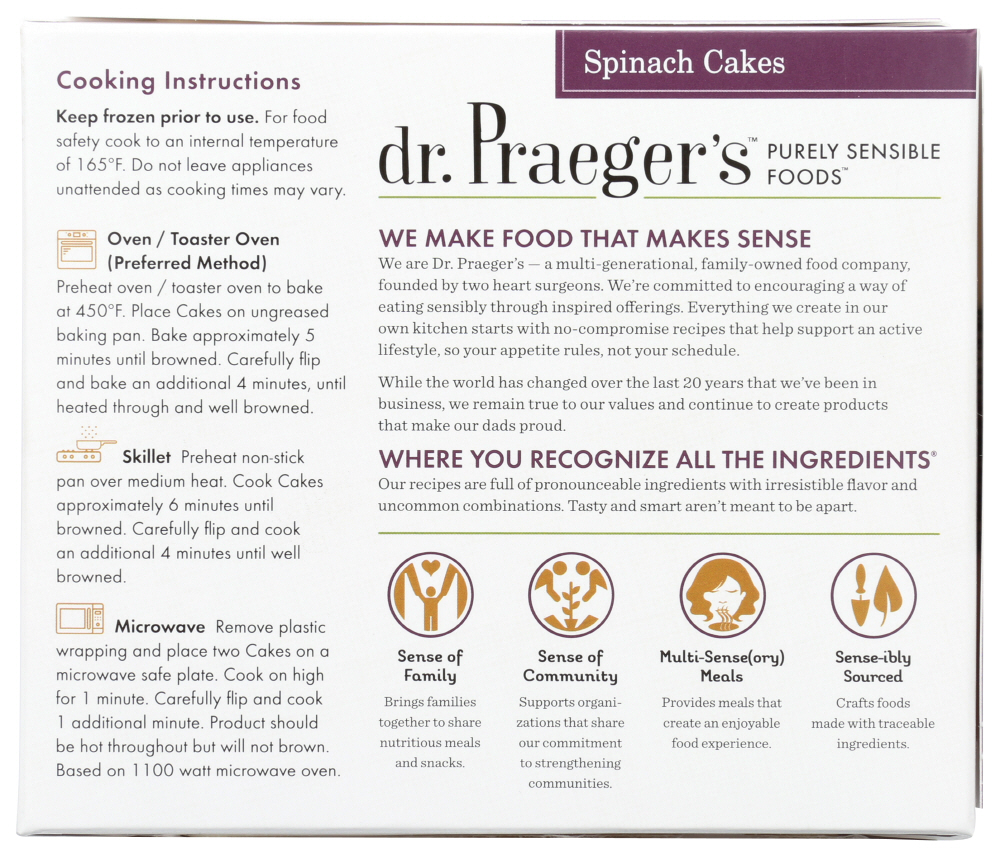 Spinach Cakes
Cooking Instructions
Keep frozen prior to use. For food
safety cook to an internal temperature
of 165°F. Do not leave appliances
unattended as cooking times may vary.
Oven / Toaster Oven
(Preferred Method)
Preheat oven / toaster oven to bake
at 450°F. Place Cakes on ungreased
baking pan. Bake approximately 5
minutes until browned. Carefully flip
and bake an additional 4 minutes, until
heated through and well browned.
Skillet Preheat non-stick
pan over medium heat. Cook Cakes
approximately 6 minutes until
browned. Carefully flip and cook
an additional 4 minutes until well
browned.
Microwave Remove plastic
wrapping and place two Cakes on a
microwave safe plate. Cook on high
for 1 minute. Carefully flip and cook
1 additional minute. Product should
be hot throughout but will not brown.
Based on 1100 watt microwave oven.
dr. Praeger's™ PURELY SENSIBLE
FOODS™
WE MAKE FOOD THAT MAKES SENSE
We are Dr. Praeger's — a multi-generational, family-owned food company,
founded by two heart surgeons. We're committed to encouraging a way of
eating sensibly through inspired offerings. Everything we create in our
own kitchen starts with no-compromise recipes that help support an active
lifestyle, so your appetite rules, not your schedule.
While the world has changed over the last 20 years that we've been in
business, we remain true to our values and continue to create products
that make our dads proud.
WHERE YOU RECOGNIZE ALL THE INGREDIENTS®
Our recipes are full of pronounceable ingredients with irresistible flavor and
uncommon combinations. Tasty and smart aren't meant to be apart.
Sense of
Family
Brings families
together to share
nutritious meals
and snacks.
Sense of
Community
Supports organi-
zations that share
our commitment
to strengthening
communities.
Multi-Sense(ory)
Meals
Provides meals that
create an enjoyable
food experience.
Sense-ibly
Sourced
Crafts foods
made with traceable
ingredients.